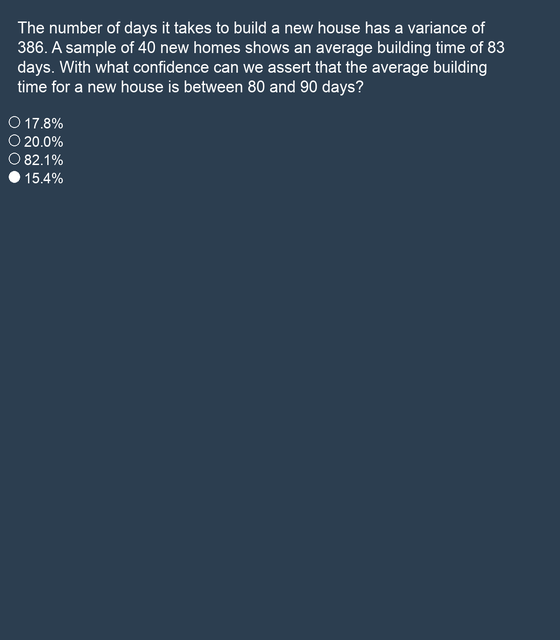 The number of days it takes to build a new house has a variance of
386. A sample of 40 new homes shows an average building time of 83
days. With what confidence can we assert that the average building
time for a new house is between 80 and 90 days?
17.8%
20.0%
82.1%
15.4%